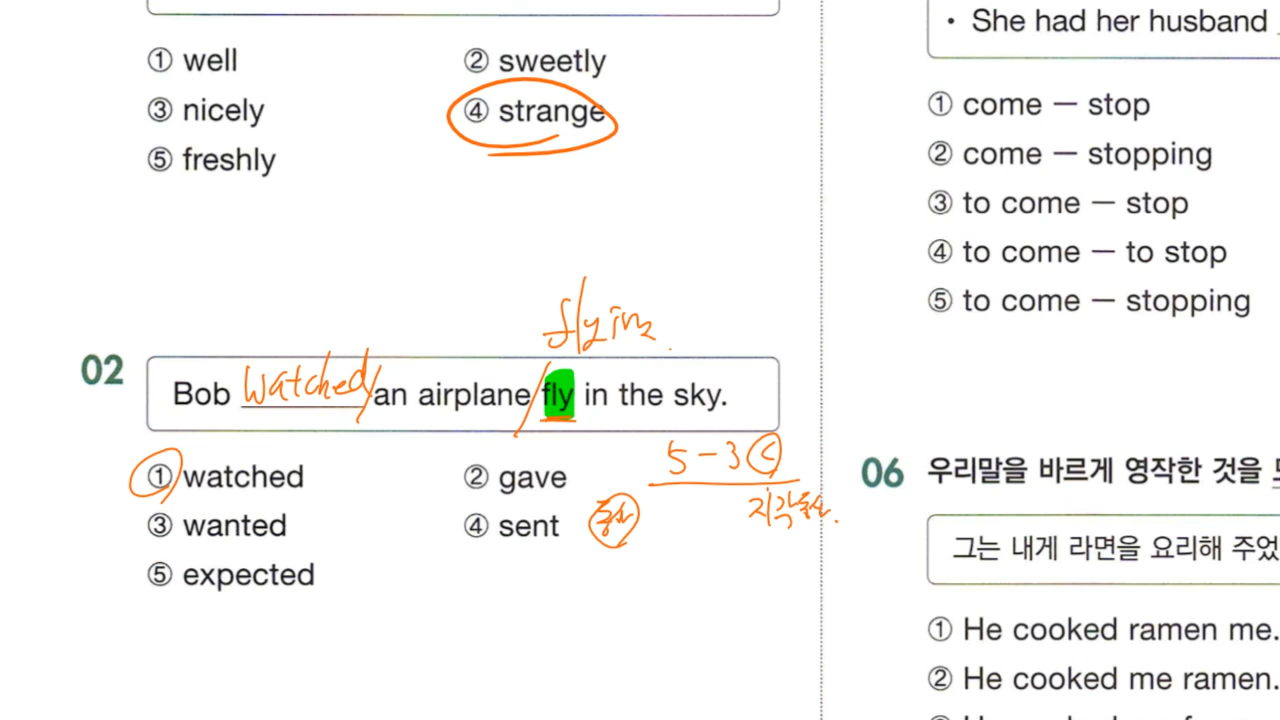 ① well
② sweetly
③ nicely
④ strange
⑤ freshly
flying
02
Bob watched an airplane fly in the sky.
① watched
② gave
③ wanted
④ sent
⑤ expected
5-3 C
지각동사.
동사
• She had her husband
① come — stop
② come — stopping
③ to come — stop
④ to come — to stop
⑤ to come — stopping
06 우리말을 바르게 영작한 것을
그는 내게 라면을 요리해 주었
① He cooked ramen me.
② He cooked me ramen.